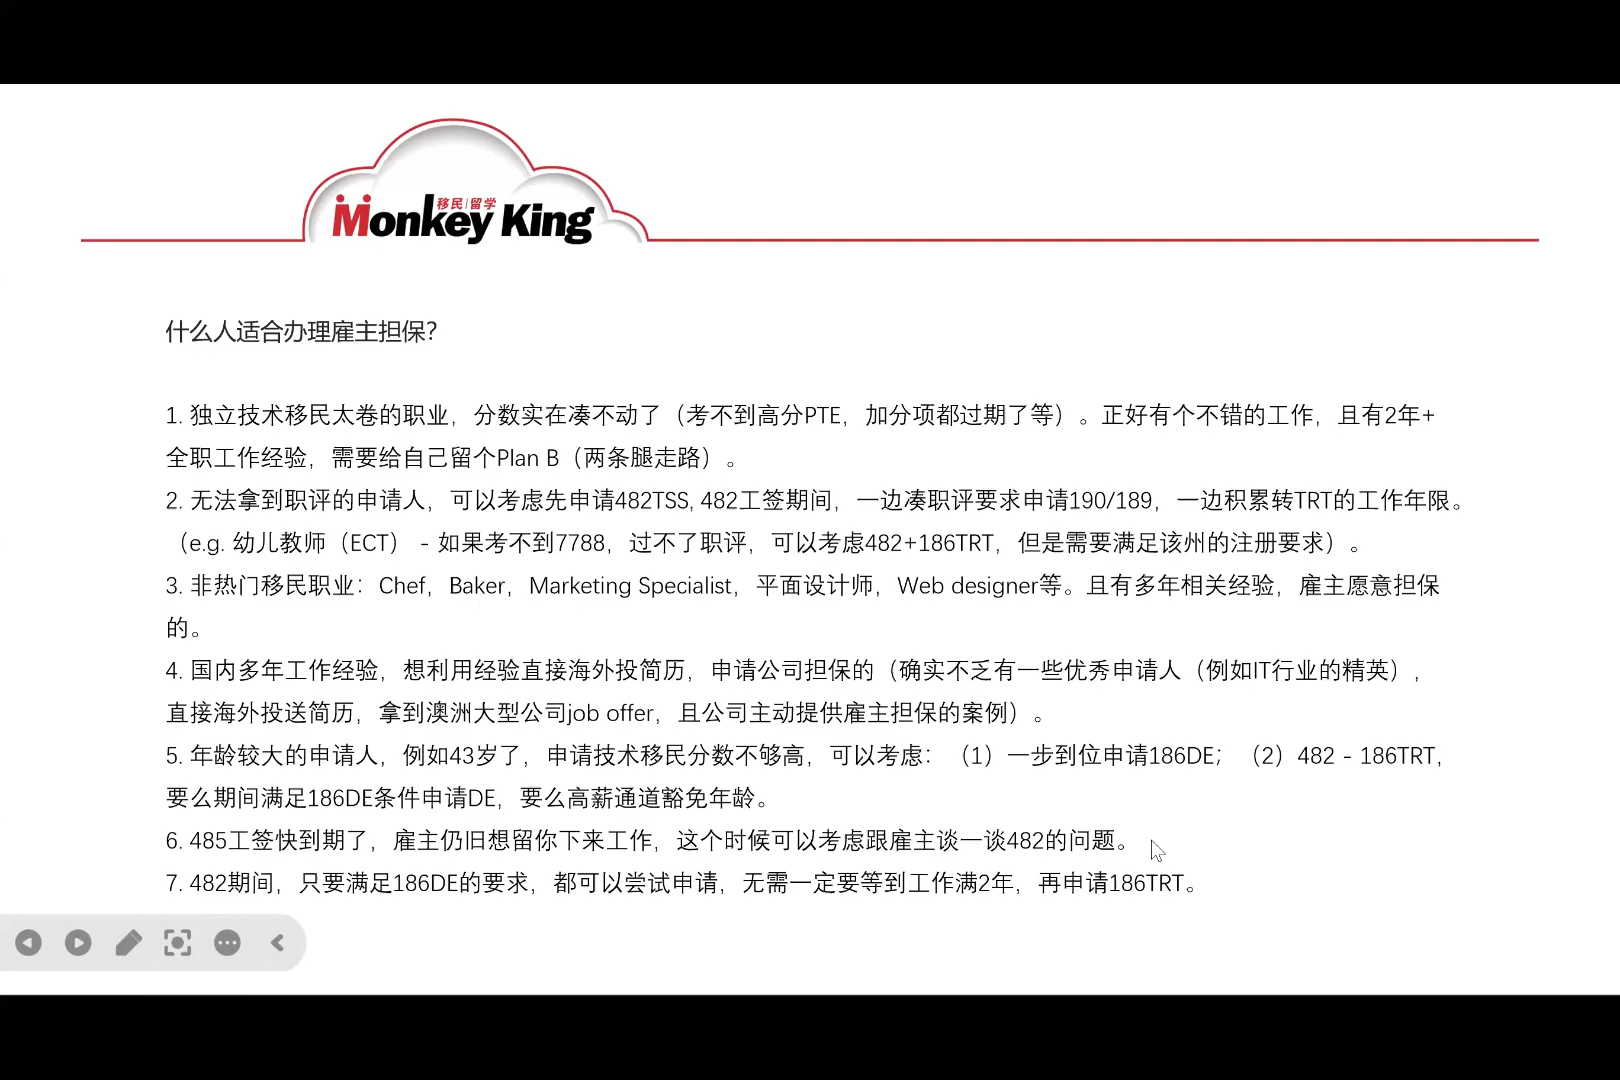 移民|留学
Monkey King
什么人适合办理雇主担保？
1. 独立技术移民太卷的职业，分数实在凑不动了（考不到高分PTE，加分项都过期了等）。正好有个不错的工作，且有2年+
全职工作经验，需要给自己留个Plan B（两条腿走路）。
2. 无法拿到职评的申请人，可以考虑先申请482TSS, 482工签期间，一边凑职评要求申请190/189，一边积累转TRT的工作年限。
（e.g. 幼儿教师（ECT） - 如果考不到7788，过不了职评，可以考虑482+186TRT，但是需要满足该州的注册要求）。
3. 非热门移民职业：Chef，Baker，Marketing Specialist，平面设计师，Web designer等。且有多年相关经验，雇主愿意担保
的。
4. 国内多年工作经验，想利用经验直接海外投简历，申请公司担保的（确实不乏有一些优秀申请人（例如IT行业的精英），
直接海外投送简历，拿到澳洲大型公司job offer，且公司主动提供雇主担保的案例）。
5. 年龄较大的申请人，例如43岁了，申请技术移民分数不够高，可以考虑：（1）一步到位申请186DE；（2）482 - 186TRT，
要么期间满足186DE条件申请DE，要么高薪通道豁免年龄。
6. 485工签快到期了，雇主仍旧想留你下来工作，这个时候可以考虑跟雇主谈一谈482的问题。
7. 482期间，只要满足186DE的要求，都可以尝试申请，无需一定要等到工作满2年，再申请186TRT。